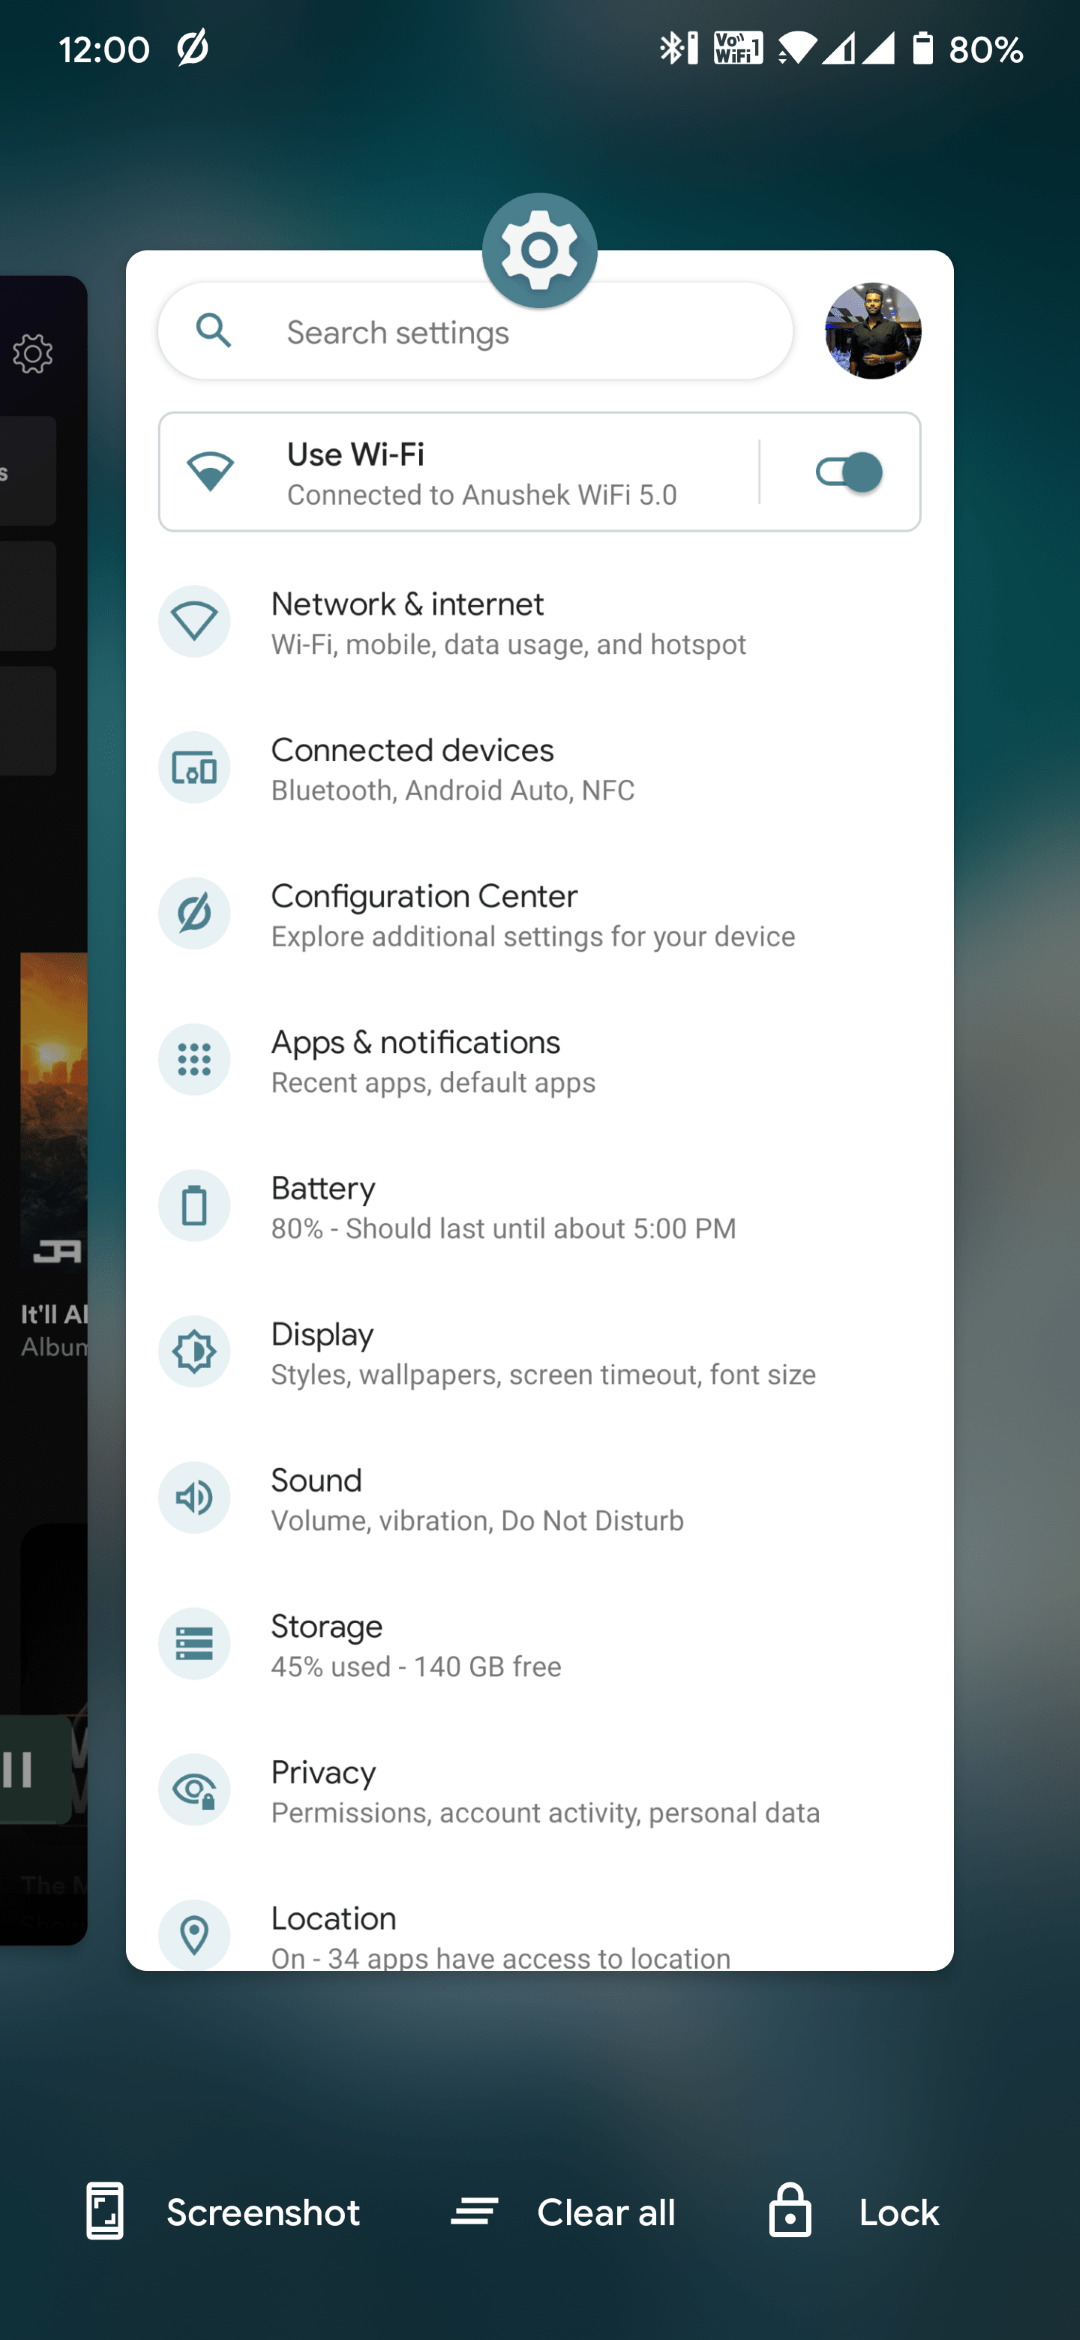 12:00
Vo WiFi 1
80%
Search settings
Use Wi-Fi
Connected to Anushek WiFi 5.0
Network & internet
Wi-Fi, mobile, data usage, and hotspot
Connected devices
Bluetooth, Android Auto, NFC
Configuration Center
Explore additional settings for your device
Apps & notifications
Recent apps, default apps
Battery
80% - Should last until about 5:00 PM
Display
Styles, wallpapers, screen timeout, font size
Sound
Volume, vibration, Do Not Disturb
Storage
45% used - 140 GB free
Privacy
Permissions, account activity, personal data
Location
On - 34 apps have access to location
s
JA
It'll Al
Album
The M
Show
Screenshot
Clear all
Lock